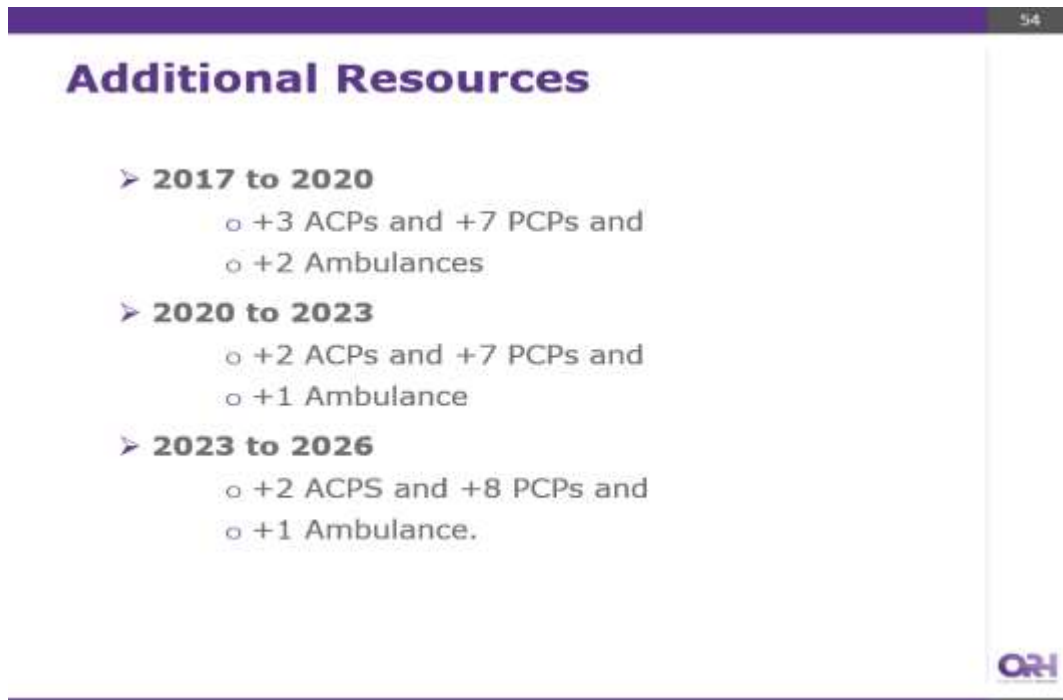 54
Additional Resources
➢ 2017 to 2020
o +3 ACPs and +7 PCPs and
o +2 Ambulances
➢ 2020 to 2023
o +2 ACPs and +7 PCPs and
o +1 Ambulance
➢ 2023 to 2026
o +2 ACPS and +8 PCPs and
o +1 Ambulance.
ORH